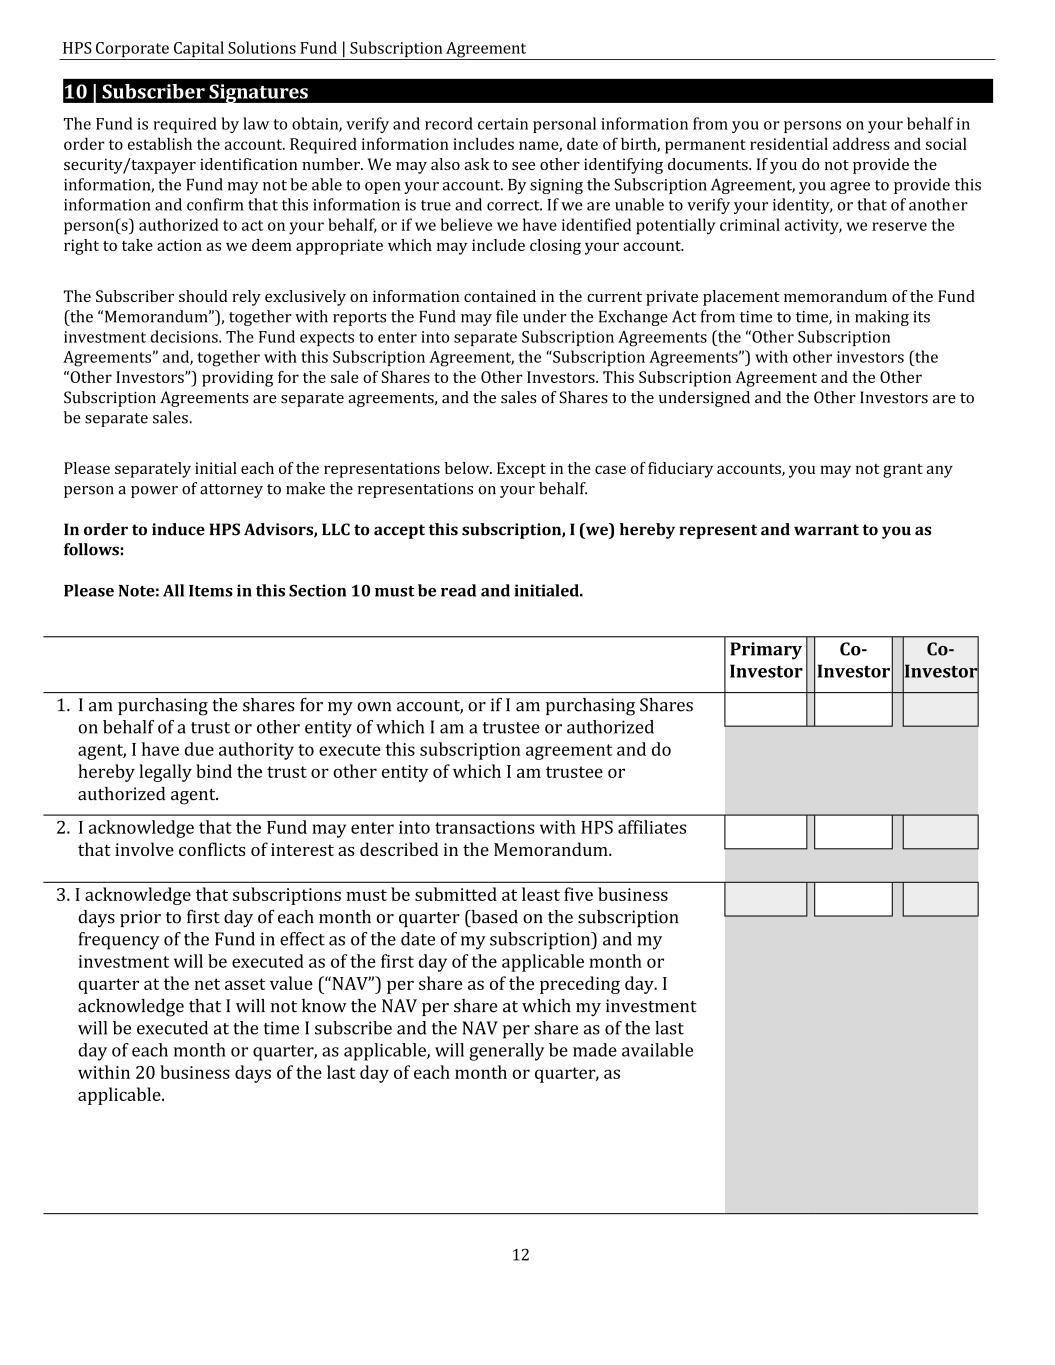 HPS Corporate Capital Solutions Fund | Subscription Agreement
10 | Subscriber Signatures
The Fund is required by law to obtain, verify and record certain personal information from you or persons on your behalf in
order to establish the account. Required information includes name, date of birth, permanent residential address and social
security/taxpayer identification number. We may also ask to see other identifying documents. If you do not provide the
information, the Fund may not be able to open your account. By signing the Subscription Agreement, you agree to provide this
information and confirm that this information is true and correct. If we are unable to verify your identity, or that of another
person(s) authorized to act on your behalf, or if we believe we have identified potentially criminal activity, we reserve the
right to take action as we deem appropriate which may include closing your account.
The Subscriber should rely exclusively on information contained in the current private placement memorandum of the Fund
(the “Memorandum”), together with reports the Fund may file under the Exchange Act from time to time, in making its
investment decisions. The Fund expects to enter into separate Subscription Agreements (the “Other Subscription
Agreements” and, together with this Subscription Agreement, the “Subscription Agreements”) with other investors (the
“Other Investors”) providing for the sale of Shares to the Other Investors. This Subscription Agreement and the Other
Subscription Agreements are separate agreements, and the sales of Shares to the undersigned and the Other Investors are to
be separate sales.
Please separately initial each of the representations below. Except in the case of fiduciary accounts, you may not grant any
person a power of attorney to make the representations on your behalf.
In order to induce HPS Advisors, LLC to accept this subscription, I (we) hereby represent and warrant to you as
follows:
Please Note: All Items in this Section 10 must be read and initialed.
Primary Co- Co-
Investor Investor Investor
1. I am purchasing the shares for my own account, or if I am purchasing Shares
on behalf of a trust or other entity of which I am a trustee or authorized
agent, I have due authority to execute this subscription agreement and do
hereby legally bind the trust or other entity of which I am trustee or
authorized agent.
2. I acknowledge that the Fund may enter into transactions with HPS affiliates
that involve conflicts of interest as described in the Memorandum.
3. I acknowledge that subscriptions must be submitted at least five business
days prior to first day of each month or quarter (based on the subscription
frequency of the Fund in effect as of the date of my subscription) and my
investment will be executed as of the first day of the applicable month or
quarter at the net asset value (“NAV”) per share as of the preceding day. I
acknowledge that I will not know the NAV per share at which my investment
will be executed at the time I subscribe and the NAV per share as of the last
day of each month or quarter, as applicable, will generally be made available
within 20 business days of the last day of each month or quarter, as
applicable.
12